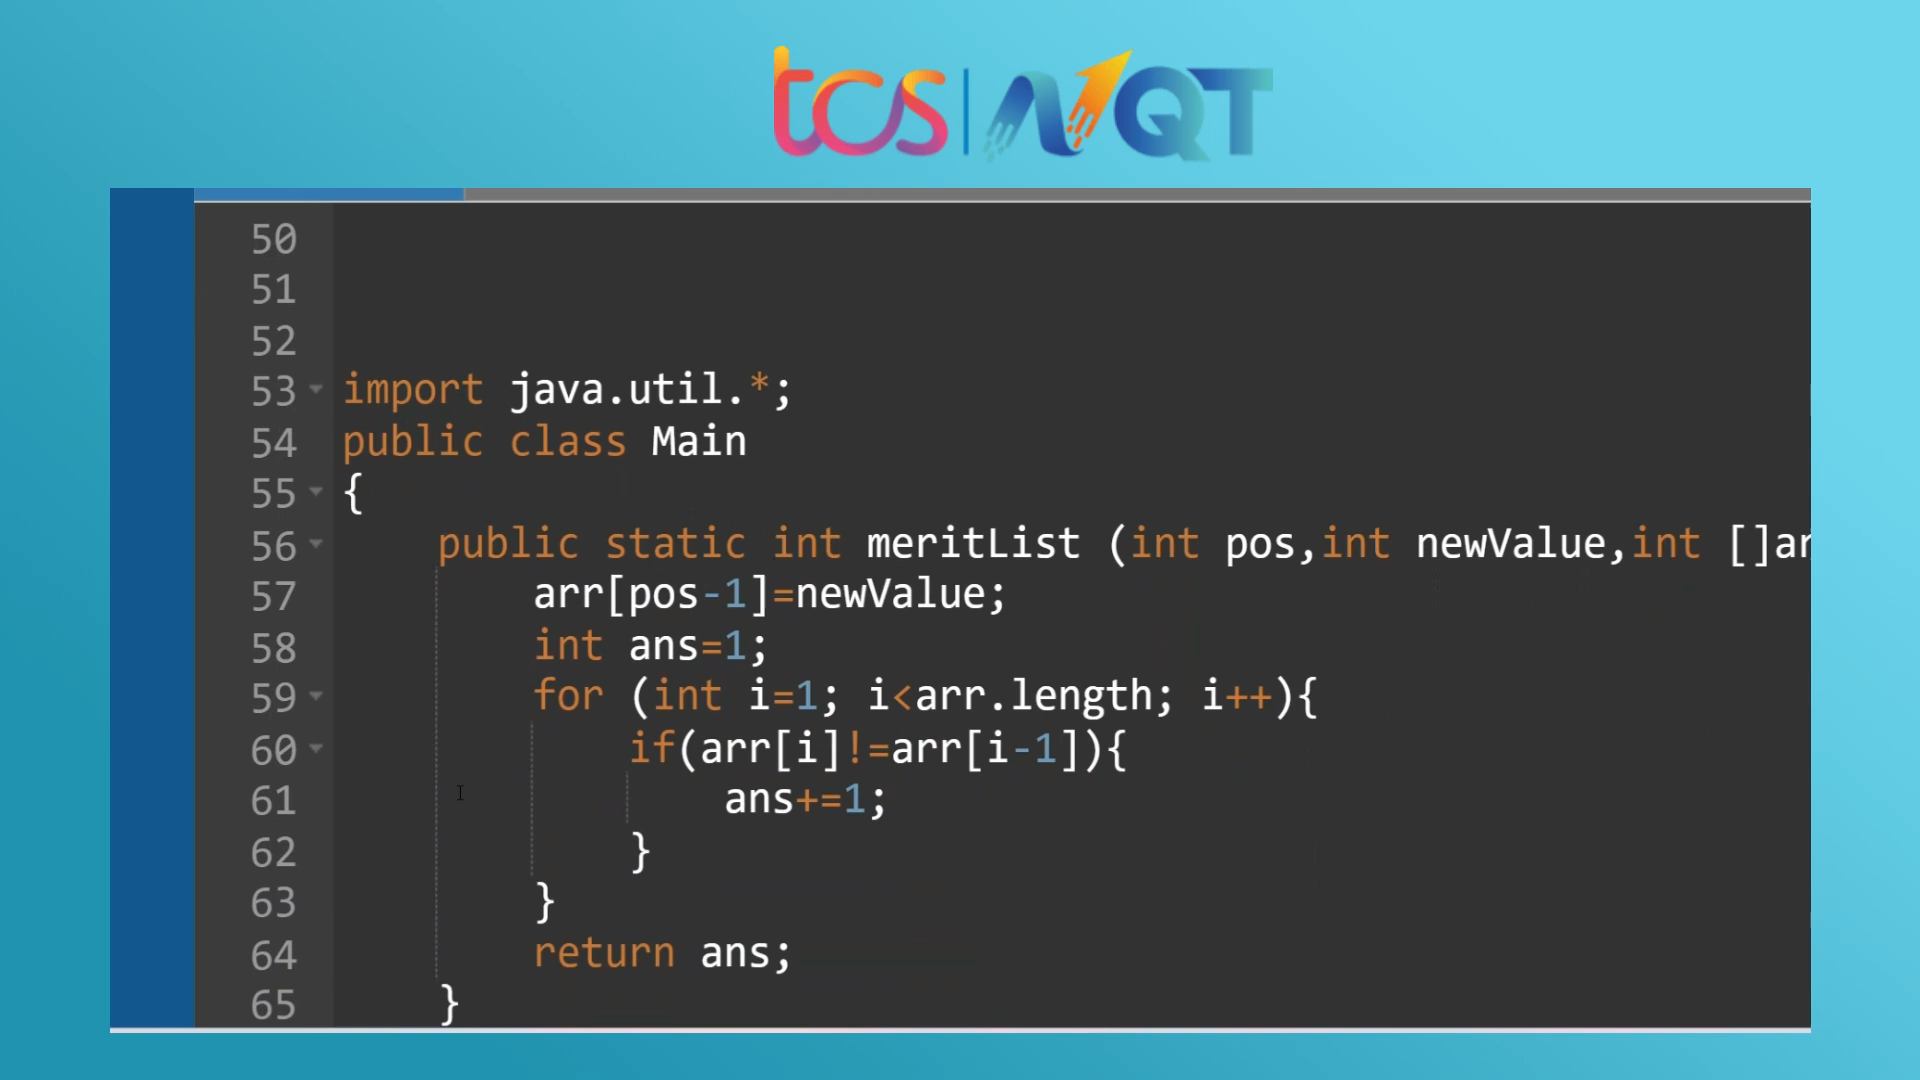 tcs | NQT
50
51
52
53 import java.util.*;
54 public class Main
55 {
56 public static int meritList (int pos,int newValue,int []ar
57 arr[pos-1]=newValue;
58 int ans=1;
59 for (int i=1; i<arr.length; i++){
60 if(arr[i]!=arr[i-1]){
61 ans+=1;
62 }
63 }
64 return ans;
65 }